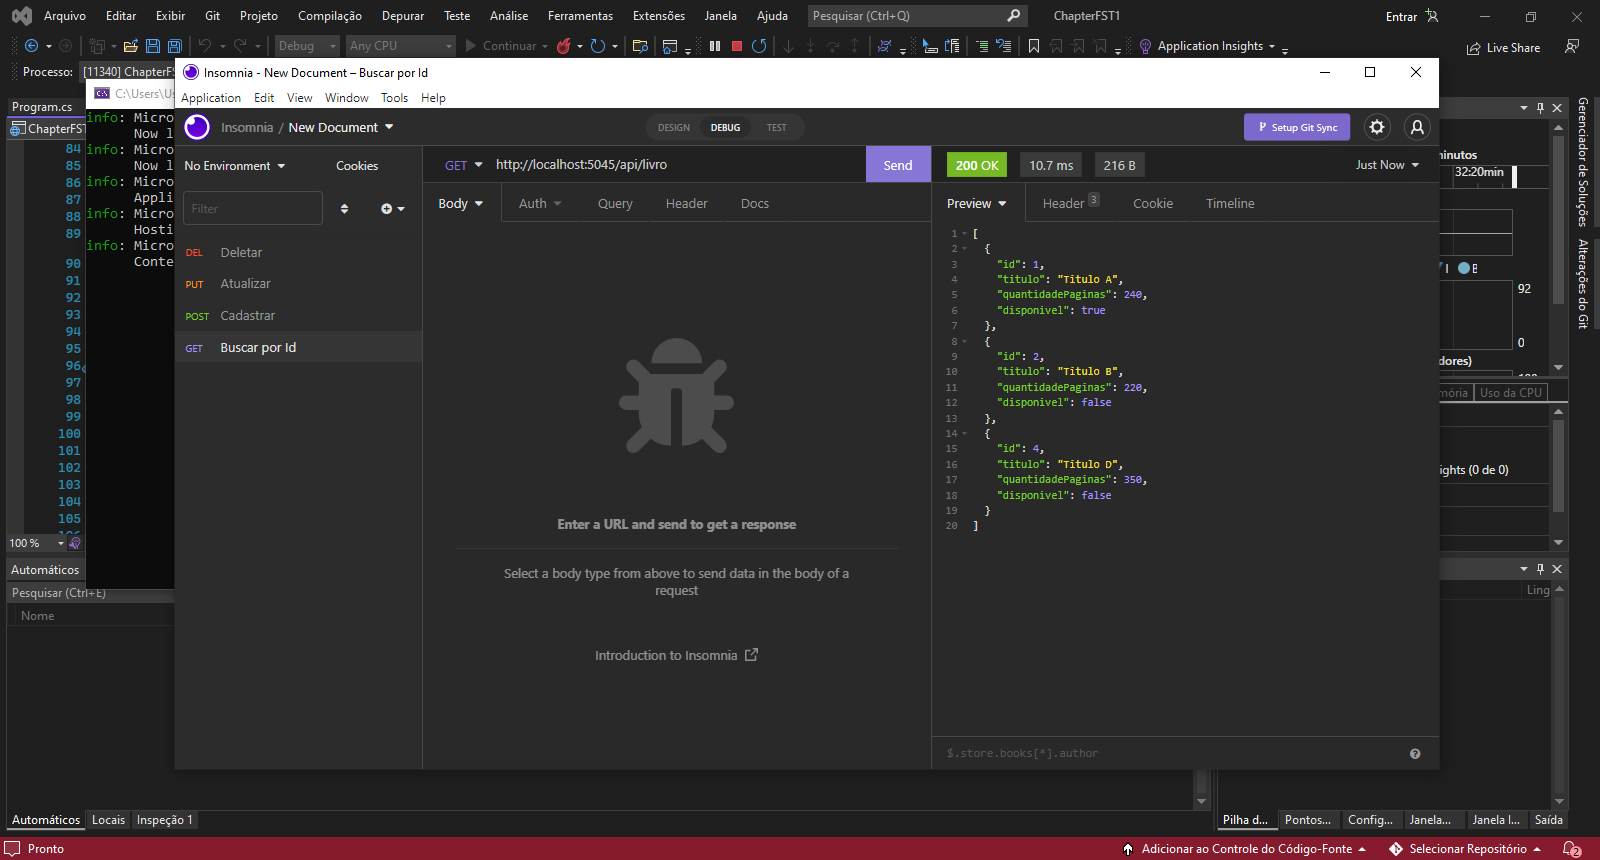 Arquivo Editar Exibir Git Projeto Compilação Depurar Teste Análise Ferramentas Extensões Janela Ajuda Pesquisar (Ctrl+Q) ChapterFST1 Entrar
Debug Any CPU Continuar Application Insights Live Share
Processo: [11340] ChapterFS
Insomnia - New Document – Buscar por Id
C:\Users\Us
Application Edit View Window Tools Help
Program.cs
ChapterFST
Insomnia / New Document
DESIGN DEBUG TEST
Setup Git Sync
No Environment Cookies
GET http://localhost:5045/api/livro Send
200 OK 10.7 ms 216 B Just Now
Filter
Body Auth Query Header Docs
Preview Header 3 Cookie Timeline
DEL Deletar
PUT Atualizar
POST Cadastrar
GET Buscar por Id
info: Micro
Now l
info: Micro
Now l
info: Micro
Appli
info: Micro
Hosti
info: Micro
Conte
84
85
86
87
88
89
90
91
92
93
94
95
96
97
98
99
100
101
102
103
104
105
Enter a URL and send to get a response
Select a body type from above to send data in the body of a
request
Introduction to Insomnia
1 [
2 {
3 "id": 1,
4 "titulo": "Titulo A",
5 "quantidadePaginas": 240,
6 "disponivel": true
7 },
8 {
9 "id": 2,
10 "titulo": "Titulo B",
11 "quantidadePaginas": 220,
12 "disponivel": false
13 },
14 {
15 "id": 4,
16 "titulo": "Titulo D",
17 "quantidadePaginas": 350,
18 "disponivel": false
19 }
20 ]
$.store.books[*].author
inutos
32:20min
92
0
dores)
mória Uso da CPU
ights (0 de 0)
Ling
Gerenciador de Soluções
Alterações do Git
100 %
Automáticos
Pesquisar (Ctrl+E)
Nome
Automáticos Locais Inspeção 1
Pilha d... Pontos... Config... Janela... Janela I... Saída
Pronto Adicionar ao Controle do Código-Fonte Selecionar Repositório 2